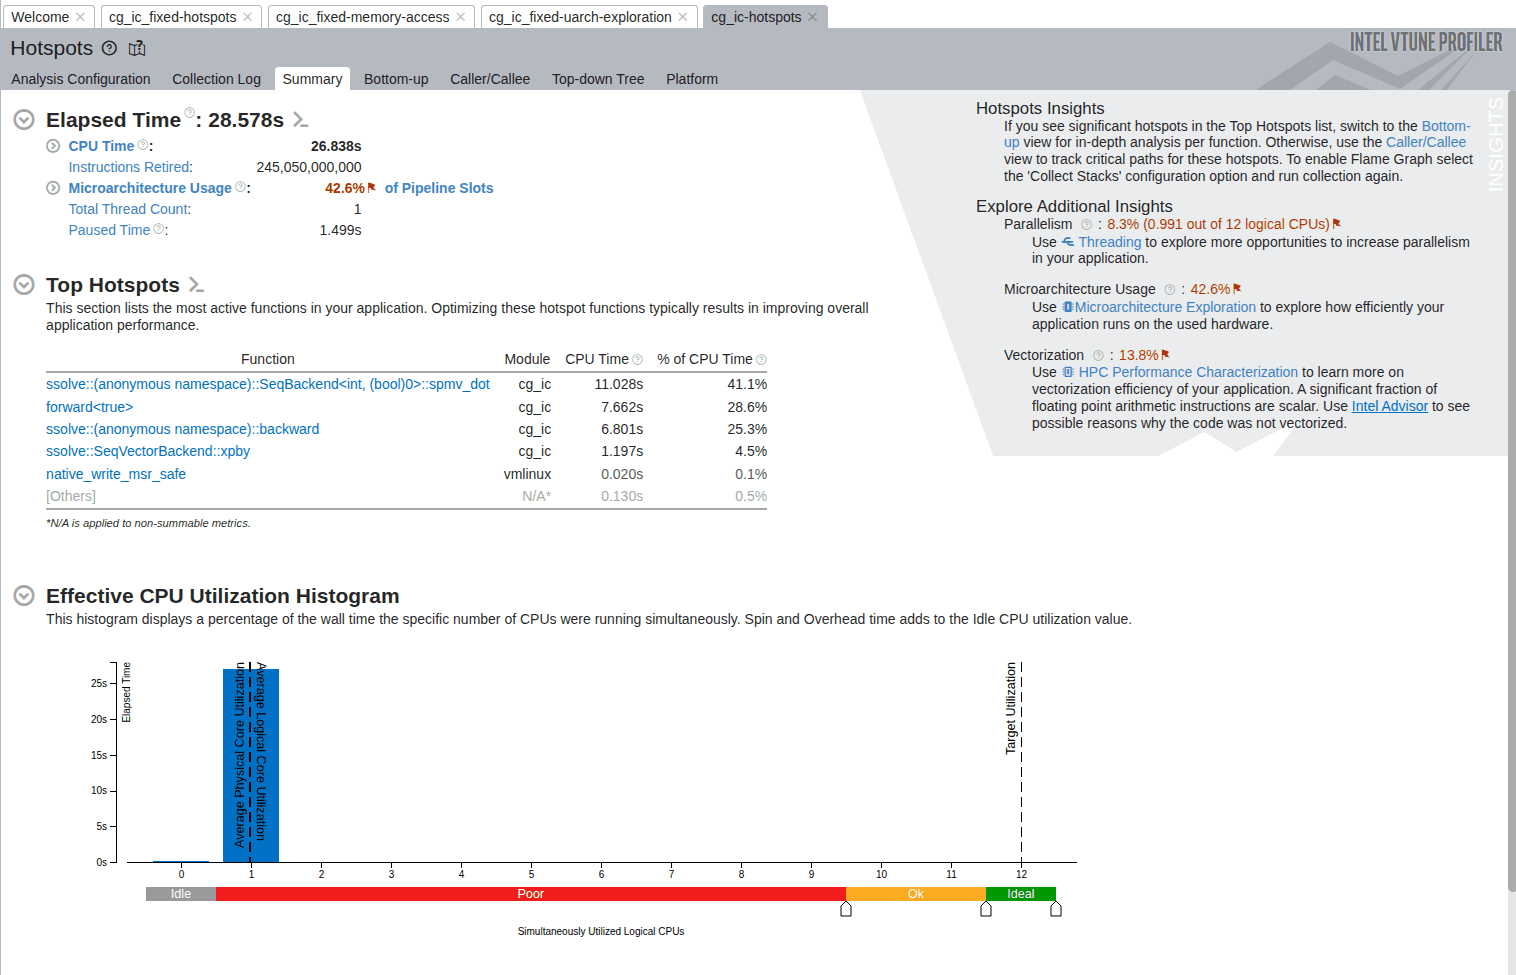 Welcome
cg_ic_fixed-hotspots
cg_ic_fixed-memory-access
cg_ic_fixed-uarch-exploration
cg_ic-hotspots
Hotspots
INTEL VTUNE PROFILER
Analysis Configuration
Collection Log
Summary
Bottom-up
Caller/Callee
Top-down Tree
Platform
Elapsed Time : 28.578s
CPU Time : 26.838s
Instructions Retired: 245,050,000,000
Microarchitecture Usage : 42.6% of Pipeline Slots
Total Thread Count: 1
Paused Time : 1.499s
Top Hotspots
This section lists the most active functions in your application. Optimizing these hotspot functions typically results in improving overall
application performance.
Function Module CPU Time % of CPU Time
ssolve::(anonymous namespace)::SeqBackend<int, (bool)0>::spmv_dot cg_ic 11.028s 41.1%
forward<true> cg_ic 7.662s 28.6%
ssolve::(anonymous namespace)::backward cg_ic 6.801s 25.3%
ssolve::SeqVectorBackend::xpby cg_ic 1.197s 4.5%
native_write_msr_safe vmlinux 0.020s 0.1%
[Others] N/A* 0.130s 0.5%
*N/A is applied to non-summable metrics.
Hotspots Insights
If you see significant hotspots in the Top Hotspots list, switch to the Bottom-
up view for in-depth analysis per function. Otherwise, use the Caller/Callee
view to track critical paths for these hotspots. To enable Flame Graph select
the 'Collect Stacks' configuration option and run collection again.
Explore Additional Insights
Parallelism : 8.3% (0.991 out of 12 logical CPUs)
Use Threading to explore more opportunities to increase parallelism
in your application.
Microarchitecture Usage : 42.6%
Use Microarchitecture Exploration to explore how efficiently your
application runs on the used hardware.
Vectorization : 13.8%
Use HPC Performance Characterization to learn more on
vectorization efficiency of your application. A significant fraction of
floating point arithmetic instructions are scalar. Use Intel Advisor to see
possible reasons why the code was not vectorized.
INSIGHTS
Effective CPU Utilization Histogram
This histogram displays a percentage of the wall time the specific number of CPUs were running simultaneously. Spin and Overhead time adds to the Idle CPU utilization value.
Elapsed Time
25s
20s
15s
10s
5s
0s
Average Physical Core Utilization
Average Logical Core Utilization
Target Utilization
0 1 2 3 4 5 6 7 8 9 10 11 12
Idle Poor Ok Ideal
Simultaneously Utilized Logical CPUs